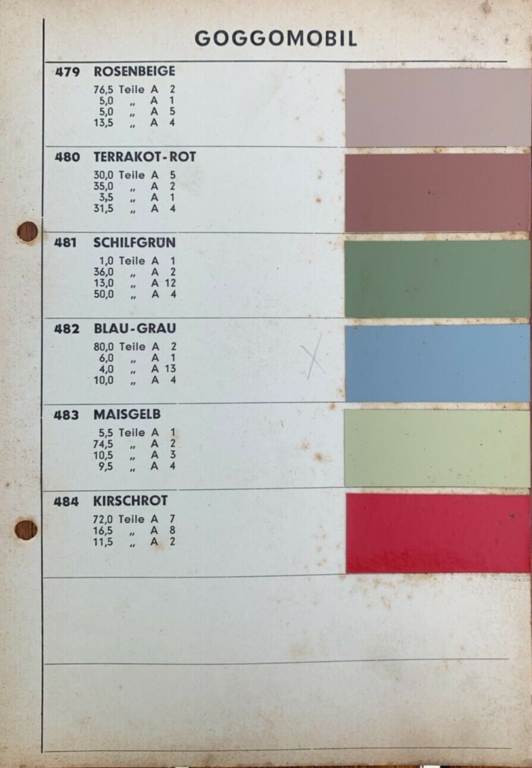 GOGGOMOBIL
479 ROSENBEIGE
76,5 Teile A 2
5,0 „ A 1
5,0 „ A 5
13,5 „ A 4
480 TERRAKOT-ROT
30,0 Teile A 5
35,0 „ A 2
3,5 „ A 1
31,5 „ A 4
481 SCHILFGRÜN
1,0 Teile A 1
36,0 „ A 2
13,0 „ A 12
50,0 „ A 4
482 BLAU-GRAU
80,0 Teile A 2
6,0 „ A 1
4,0 „ A 13
10,0 „ A 4
483 MAISGELB
5,5 Teile A 1
74,5 „ A 2
10,5 „ A 3
9,5 „ A 4
484 KIRSCHROT
72,0 Teile A 7
16,5 „ A 8
11,5 „ A 2